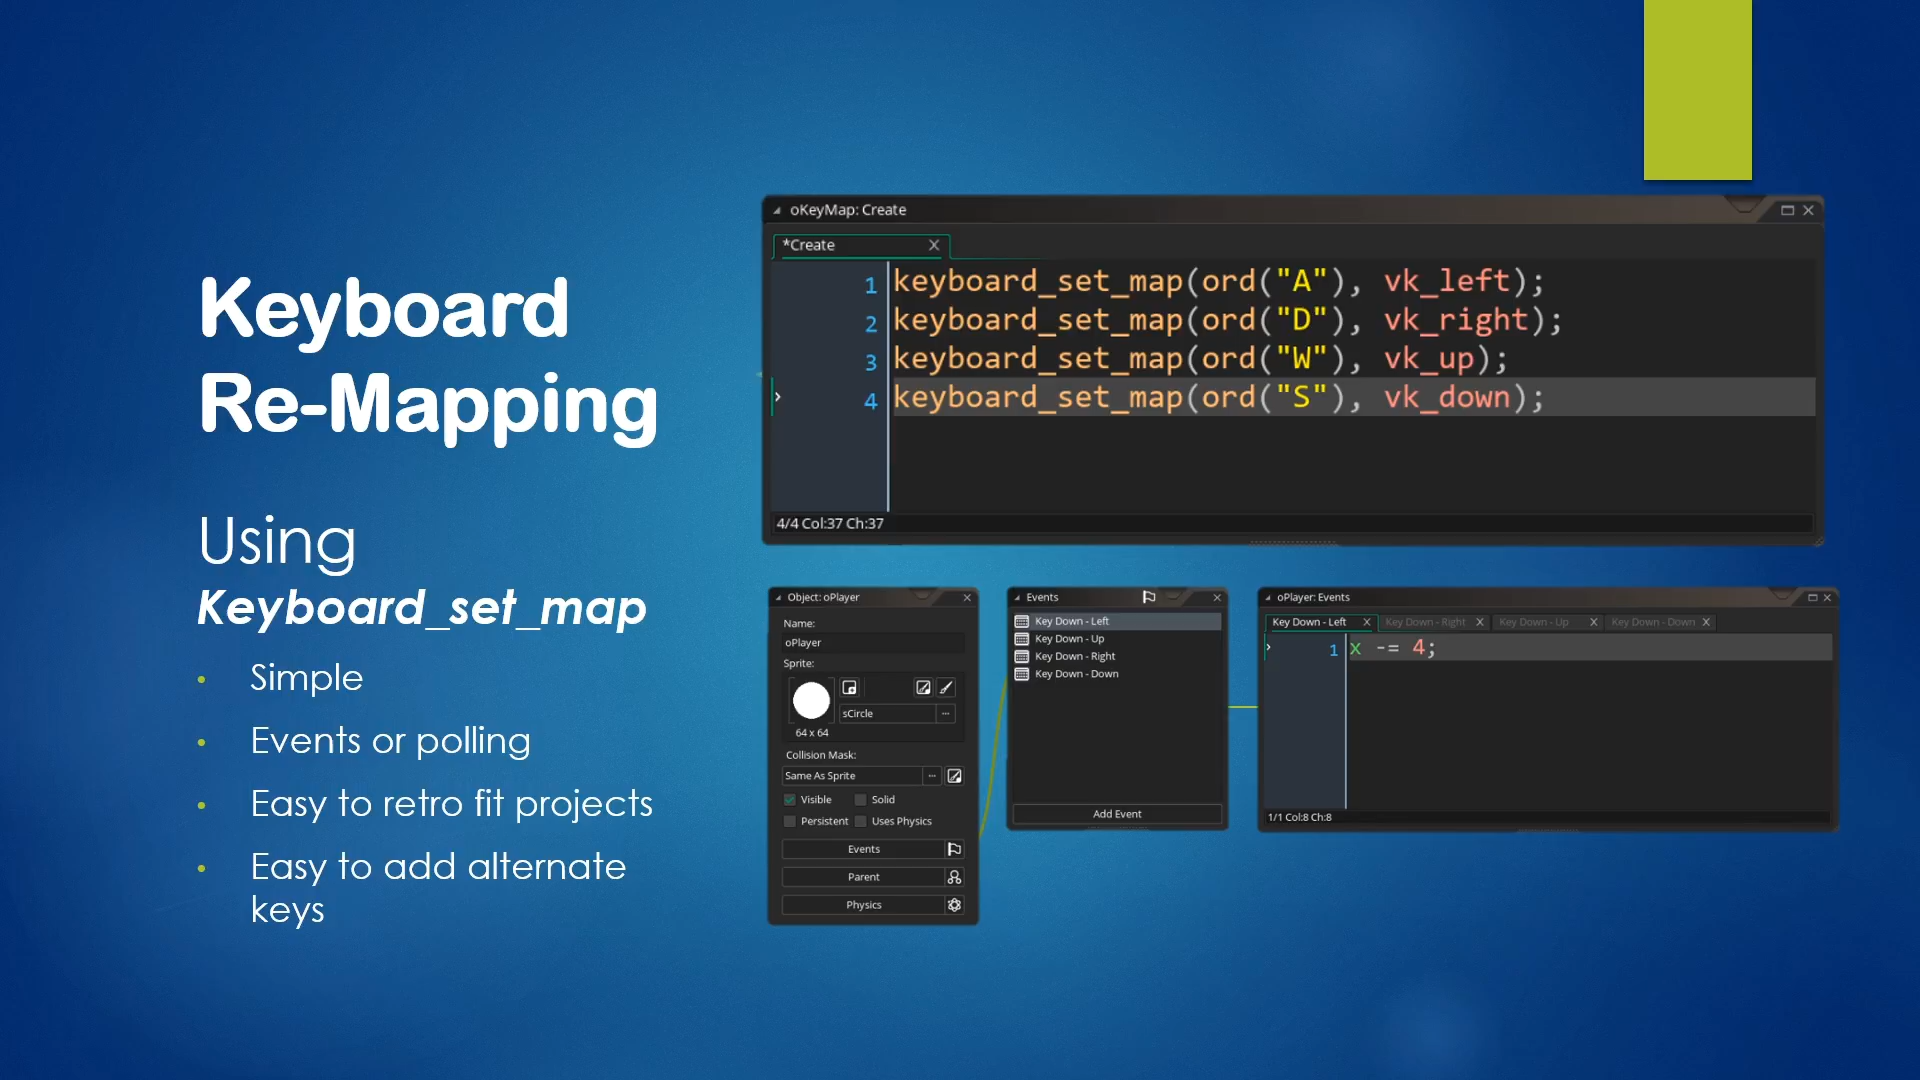 Keyboard
Re-Mapping
Using
Keyboard_set_map
• Simple
• Events or polling
• Easy to retro fit projects
• Easy to add alternate
keys
oKeyMap: Create
*Create X
1 keyboard_set_map(ord("A"), vk_left);
2 keyboard_set_map(ord("D"), vk_right);
3 keyboard_set_map(ord("W"), vk_up);
4 keyboard_set_map(ord("S"), vk_down);
4/4 Col:37 Ch:37
Object: oPlayer
Name:
oPlayer
Sprite:
sCircle ...
64 x 64
Collision Mask:
Same As Sprite ...
Visible Solid
Persistent Uses Physics
Events
Parent
Physics
Events
Key Down - Left
Key Down - Up
Key Down - Right
Key Down - Down
Add Event
oPlayer: Events
Key Down - Left X Key Down - Right X Key Down - Up X Key Down - Down X
1 x -= 4;
1/1 Col:8 Ch:8